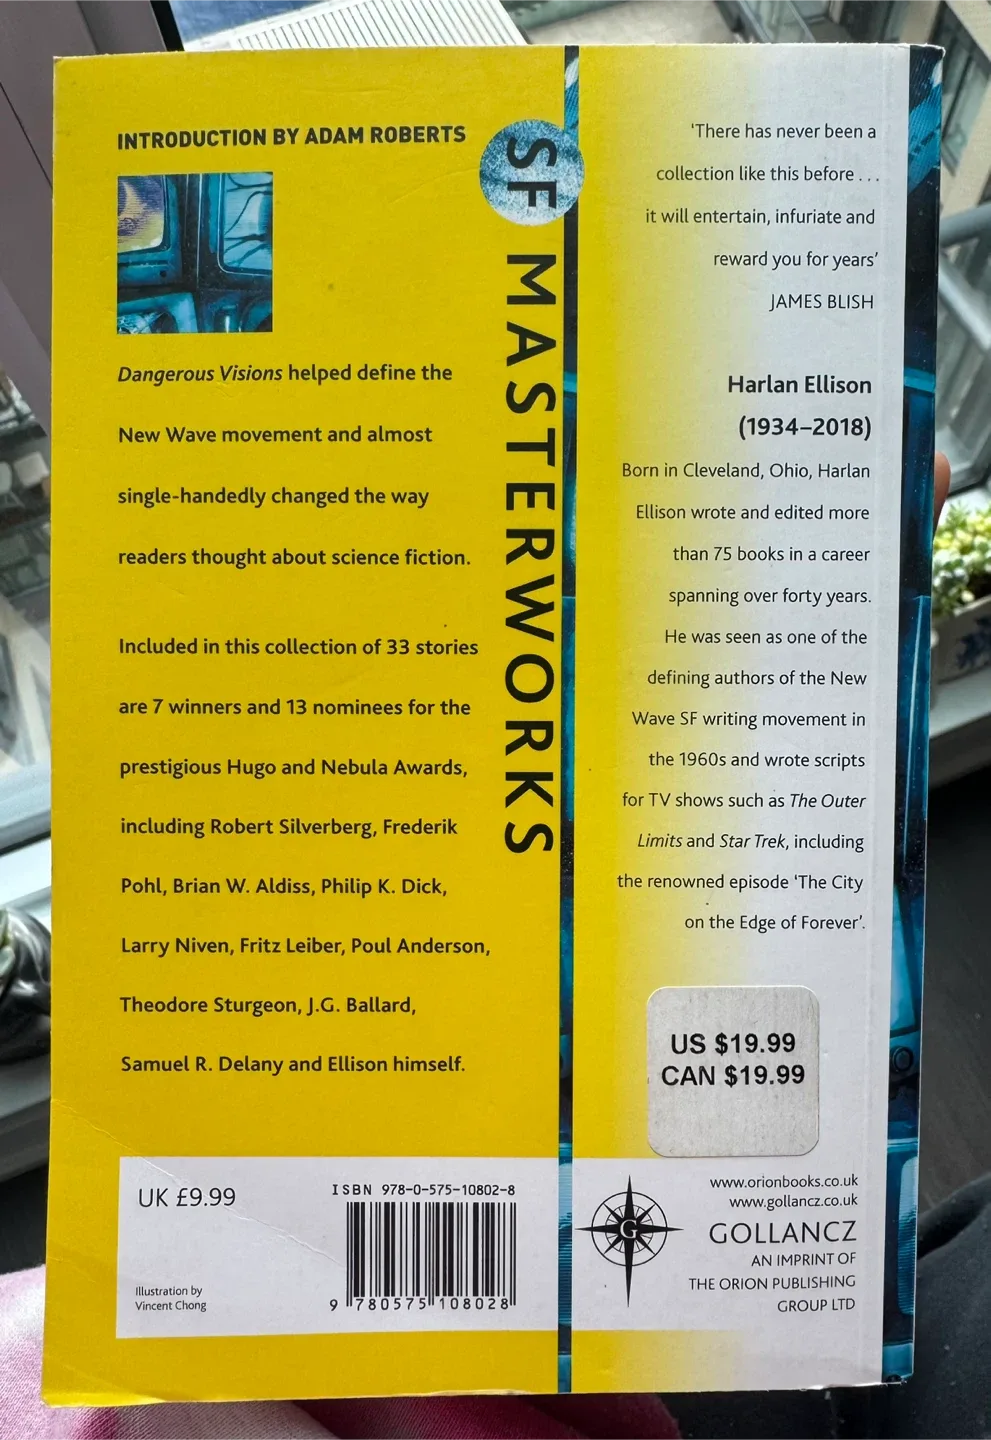 INTRODUCTION BY ADAM ROBERTS
Dangerous Visions helped define the
New Wave movement and almost
single-handedly changed the way
readers thought about science fiction.
Included in this collection of 33 stories
are 7 winners and 13 nominees for the
prestigious Hugo and Nebula Awards,
including Robert Silverberg, Frederik
Pohl, Brian W. Aldiss, Philip K. Dick,
Larry Niven, Fritz Leiber, Poul Anderson,
Theodore Sturgeon, J.G. Ballard,
Samuel R. Delany and Ellison himself.
UK £9.99
ISBN 978-0-575-10802-8
9 780575 108028
Illustration by
Vincent Chong
SF MASTERWORKS
‘There has never been a
collection like this before . . .
it will entertain, infuriate and
reward you for years’
JAMES BLISH
Harlan Ellison
(1934–2018)
Born in Cleveland, Ohio, Harlan
Ellison wrote and edited more
than 75 books in a career
spanning over forty years.
He was seen as one of the
defining authors of the New
Wave SF writing movement in
the 1960s and wrote scripts
for TV shows such as The Outer
Limits and Star Trek, including
the renowned episode ‘The City
on the Edge of Forever’.
US $19.99
CAN $19.99
G
www.orionbooks.co.uk
www.gollancz.co.uk
GOLLANCZ
AN IMPRINT OF
THE ORION PUBLISHING
GROUP LTD